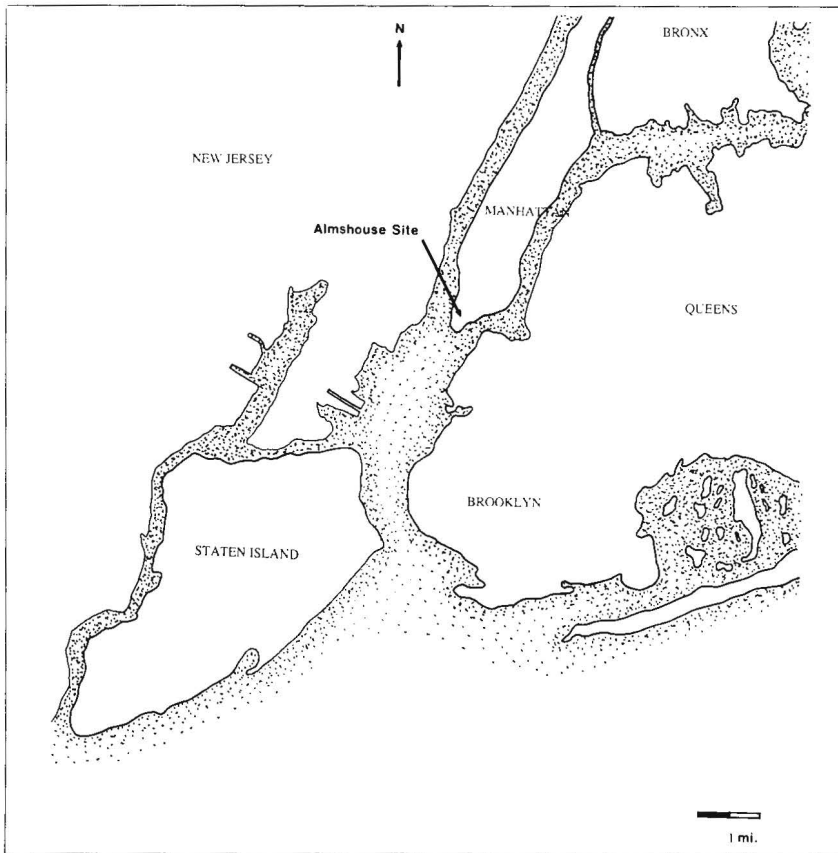 N
BRONX
NEW JERSEY
MANHATTAN
Almshouse Site
QUEENS
BROOKLYN
STATEN ISLAND
1 mi.